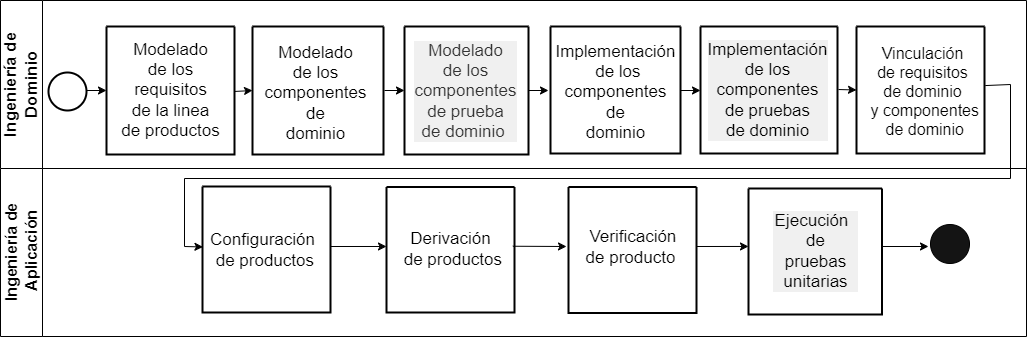 Ingeniería de
Dominio
Modelado
de los
requisitos
de la linea
de productos
Modelado
de los
componentes
de
dominio
Modelado
de los
componentes
de prueba
de dominio
Implementación
de los
componentes
de
dominio
Implementación
de los
componentes
de pruebas
de dominio
Vinculación
de requisitos
de dominio
y componentes
de dominio
Ingeniería de
Aplicación
Configuración
de productos
Derivación
de productos
Verificación
de producto
Ejecución
de
pruebas
unitarias